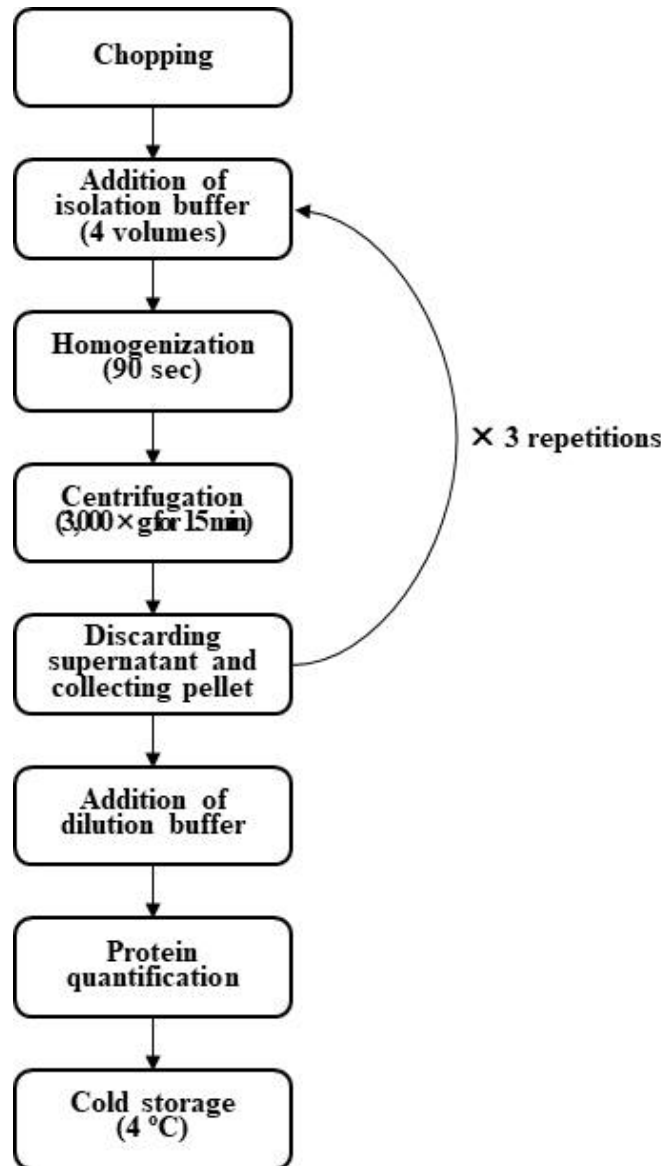 Chopping
Addition of
isolation buffer
(4 volumes)
Homogenization
(90 sec)
Centrifugation
(3,000 × g for 15 min)
Discarding
supernatant and
collecting pellet
× 3 repetitions
Addition of
dilution buffer
Protein
quantification
Cold storage
(4 ℃)